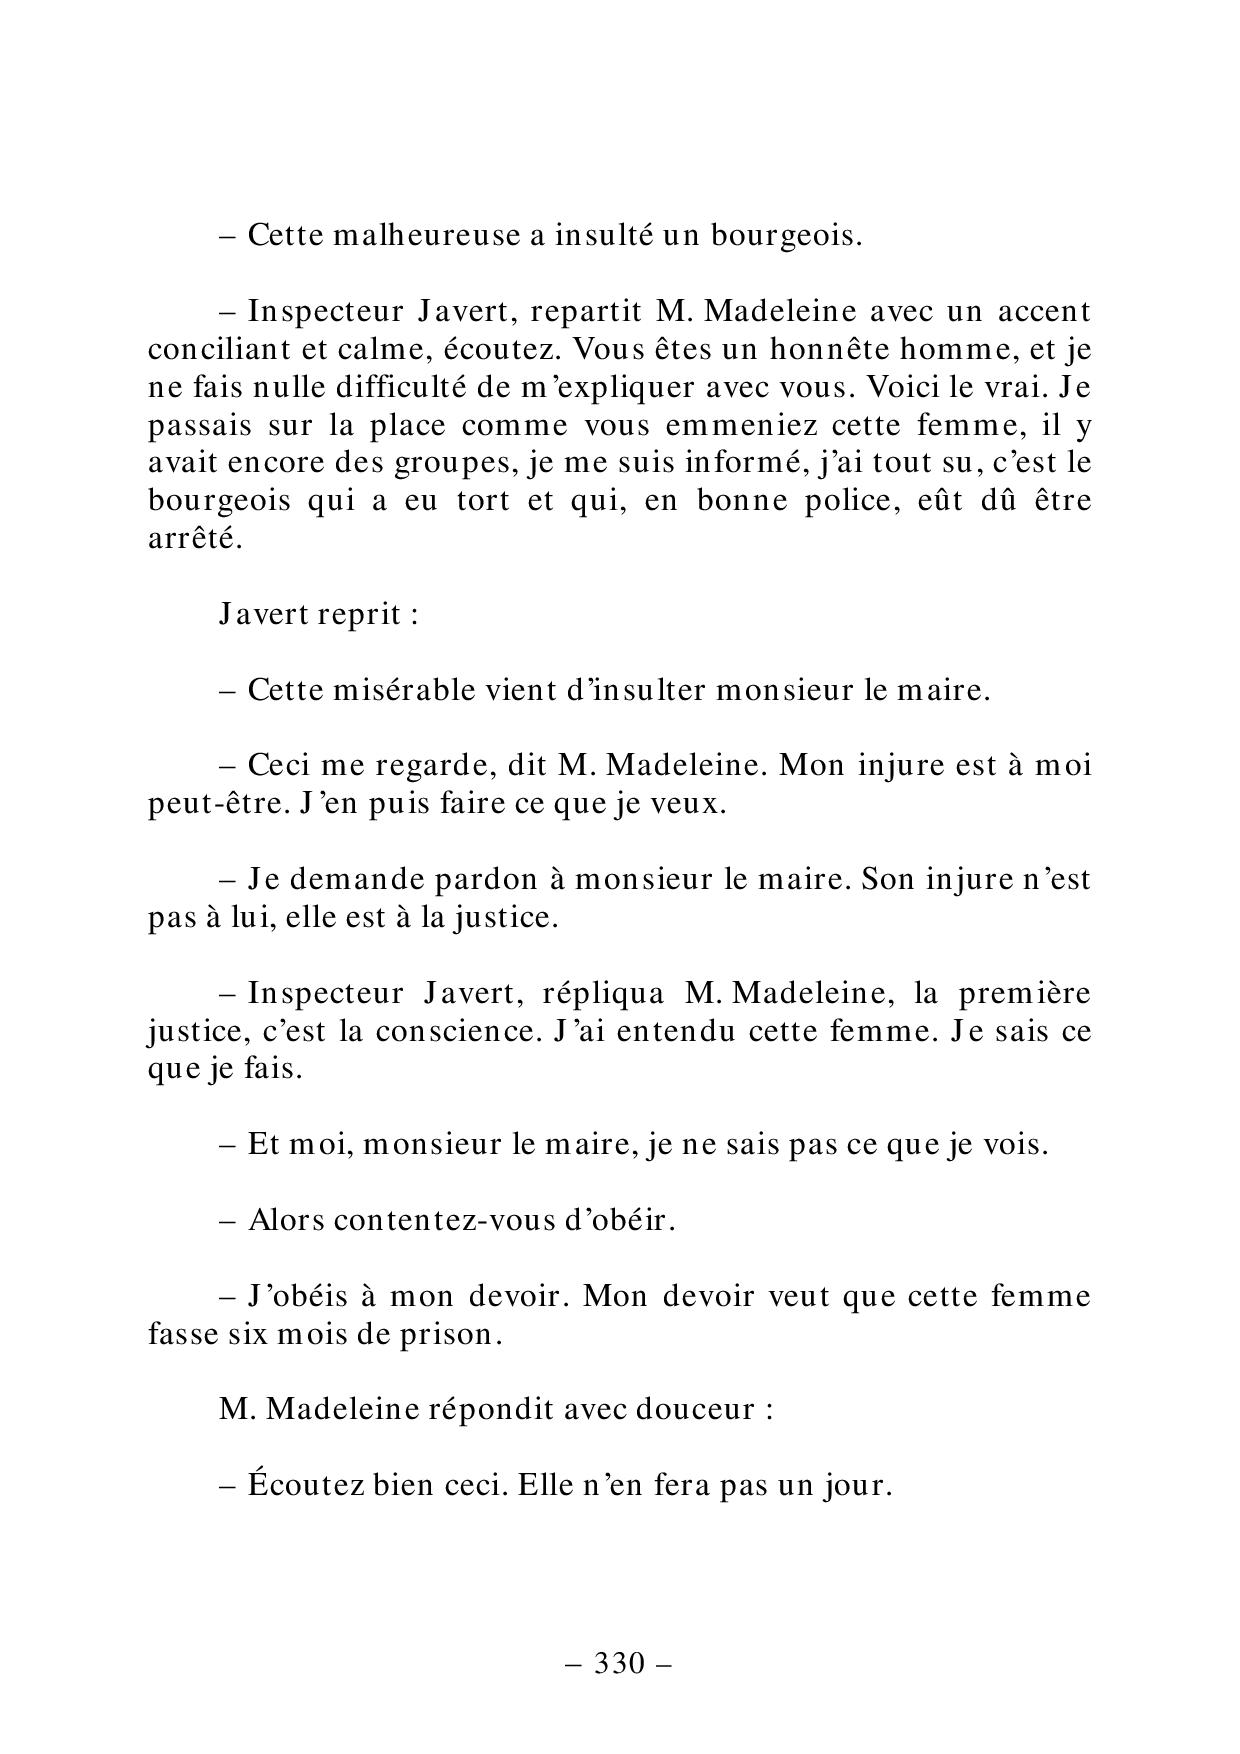 – Cette malheureuse a insulté un bourgeois.
– Inspecteur Javert, repartit M. Madeleine avec un accent
conciliant et calme, écoutez. Vous êtes un honnête homme, et je
ne fais nulle difficulté de m’expliquer avec vous. Voici le vrai. Je
passais sur la place comme vous emmeniez cette femme, il y
avait encore des groupes, je me suis informé, j’ai tout su, c’est le
bourgeois qui a eu tort et qui, en bonne police, eût dû être
arrêté.
Javert reprit :
– Cette misérable vient d’insulter monsieur le maire.
– Ceci me regarde, dit M. Madeleine. Mon injure est à moi
peut-être. J’en puis faire ce que je veux.
– Je demande pardon à monsieur le maire. Son injure n’est
pas à lui, elle est à la justice.
– Inspecteur Javert, répliqua M. Madeleine, la première
justice, c’est la conscience. J’ai entendu cette femme. Je sais ce
que je fais.
– Et moi, monsieur le maire, je ne sais pas ce que je vois.
– Alors contentez-vous d’obéir.
– J’obéis à mon devoir. Mon devoir veut que cette femme
fasse six mois de prison.
M. Madeleine répondit avec douceur :
– Écoutez bien ceci. Elle n’en fera pas un jour.
– 330 –